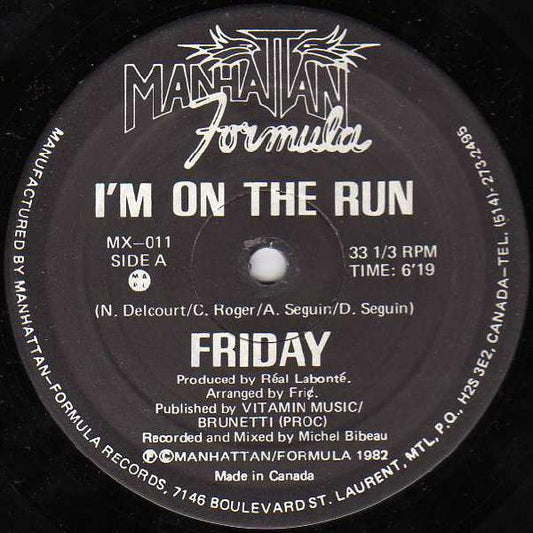 MANHATTAN
Formula
I'M ON THE RUN
MX–011
SIDE A
MAPL
33 1/3 RPM
TIME: 6'19
(N. Delcourt/C. Roger/A. Seguin/D. Seguin)
FRIDAY
Produced by Réal Labonté.
Arranged by Fri¢.
Published by VITAMIN MUSIC/
BRUNETTI (PROC)
Recorded and Mixed by Michel Bibeau
℗©MANHATTAN/FORMULA 1982
Made in Canada
MANUFACTURED BY MANHATTAN–FORMULA RECORDS, 7146 BOULEVARD ST. LAURENT, MTL, P.Q. H2S 3E2, CANADA–TEL. (514)-273-2495